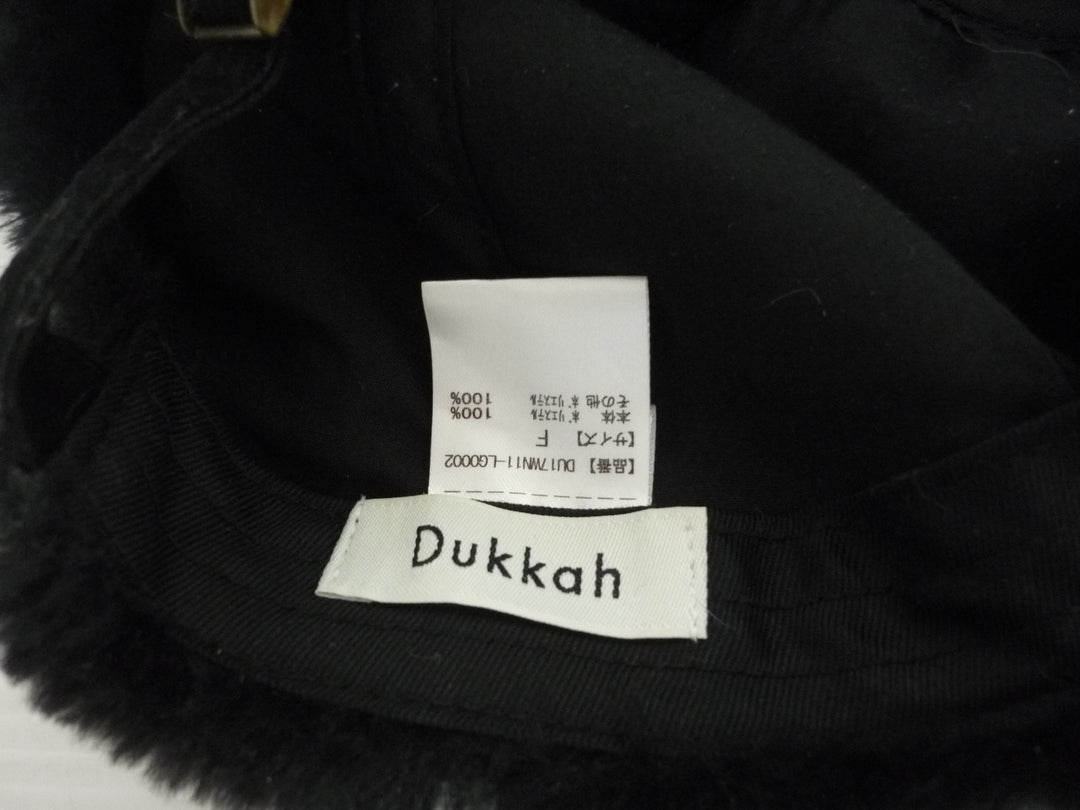 【品番】 DU17WN11-LG0002
【サイズ】 F
本体 ポリエステル 100%
その他 ポリエステル 100%
Dukkah